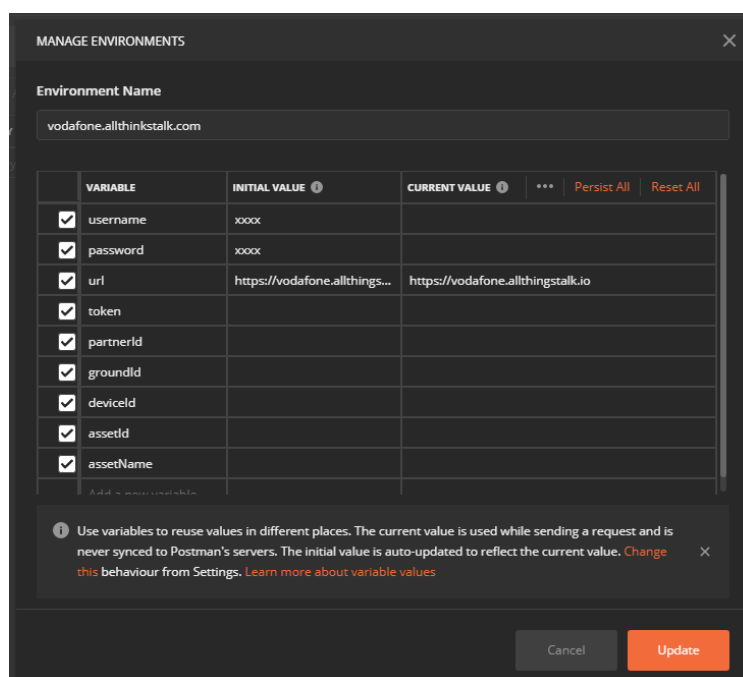 MANAGE ENVIRONMENTS
Environment Name
vodafone.allthinkstalk.com
VARIABLE INITIAL VALUE CURRENT VALUE ••• Persist All Reset All
username xxxx
password xxxx
url https://vodafone.allthings... https://vodafone.allthingstalk.io
token
partnerId
groundId
deviceId
assetId
assetName
Add a new variable
Use variables to reuse values in different places. The current value is used while sending a request and is
never synced to Postman's servers. The initial value is auto-updated to reflect the current value. Change
this behaviour from Settings. Learn more about variable values
Cancel Update